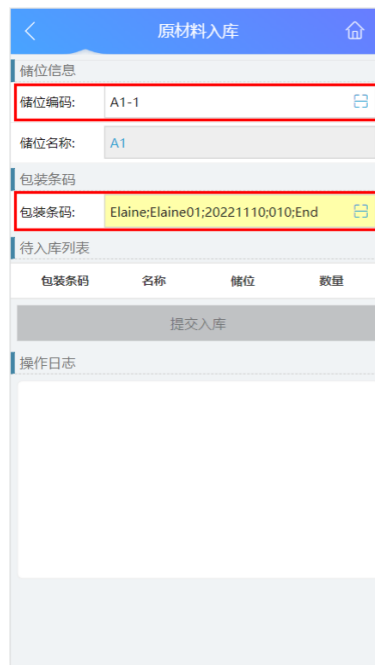 原材料入库
储位信息
储位编码: A1-1
储位名称: A1
包装条码
包装条码: Elaine;Elaine01;20221110;010;End
待入库列表
包装条码 名称 储位 数量
提交入库
操作日志